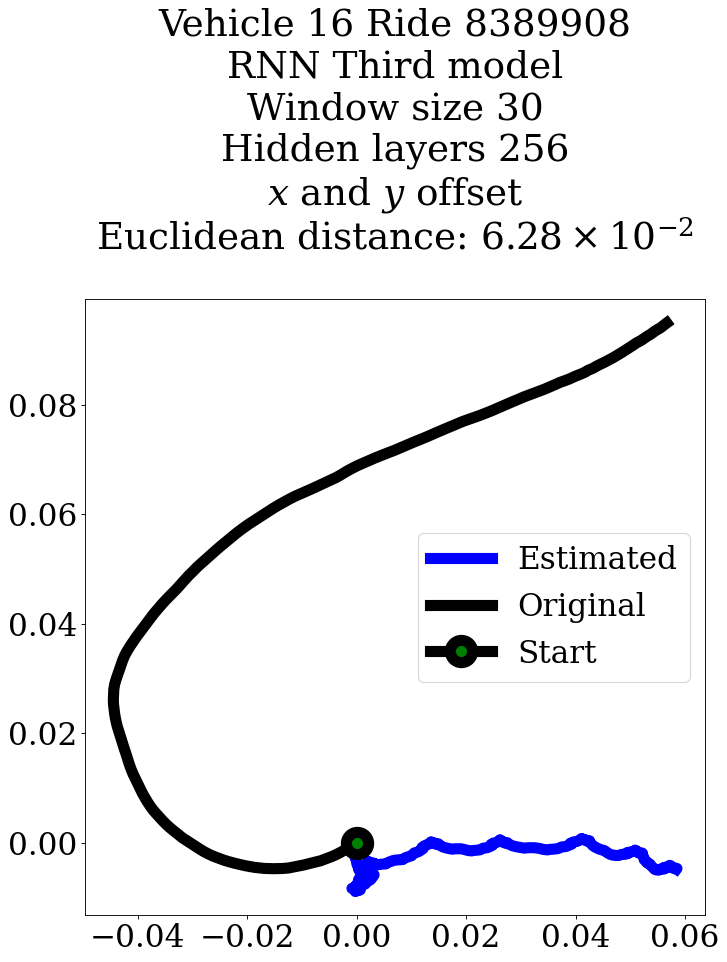 Vehicle 16 Ride 8389908
RNN Third model
Window size 30
Hidden layers 256
x and y offset
Euclidean distance: 6.28 × 10⁻²
0.08
0.06
0.04
0.02
0.00
Estimated
Original
Start
−0.04 −0.02 0.00 0.02 0.04 0.06